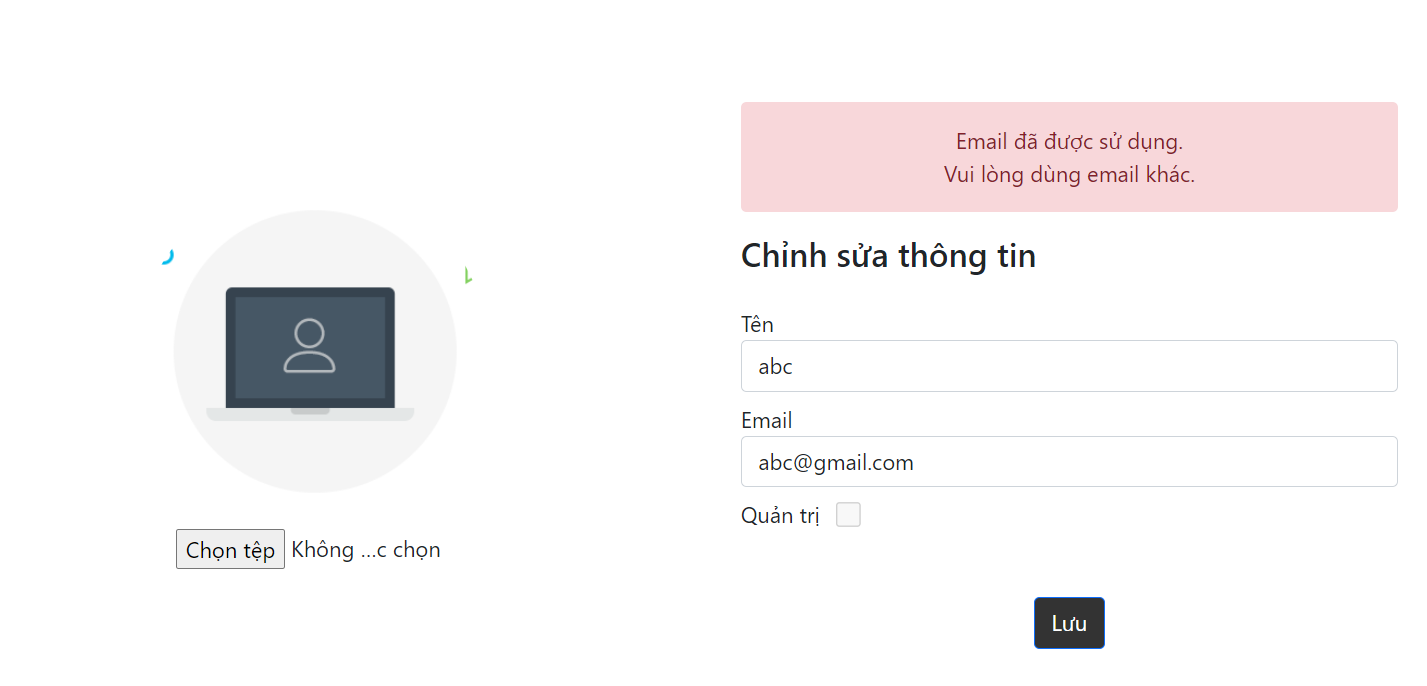 Email đã được sử dụng.
Vui lòng dùng email khác.
Chỉnh sửa thông tin
Tên
abc
Email
abc@gmail.com
Quản trị
Chọn tệp Không ...c chọn
Lưu